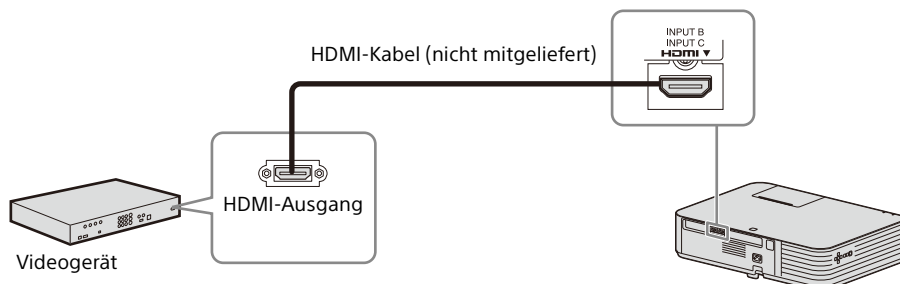 INPUT B
INPUT C
HDMI ▼
HDMI-Kabel (nicht mitgeliefert)
HDMI-Ausgang
Videogerät